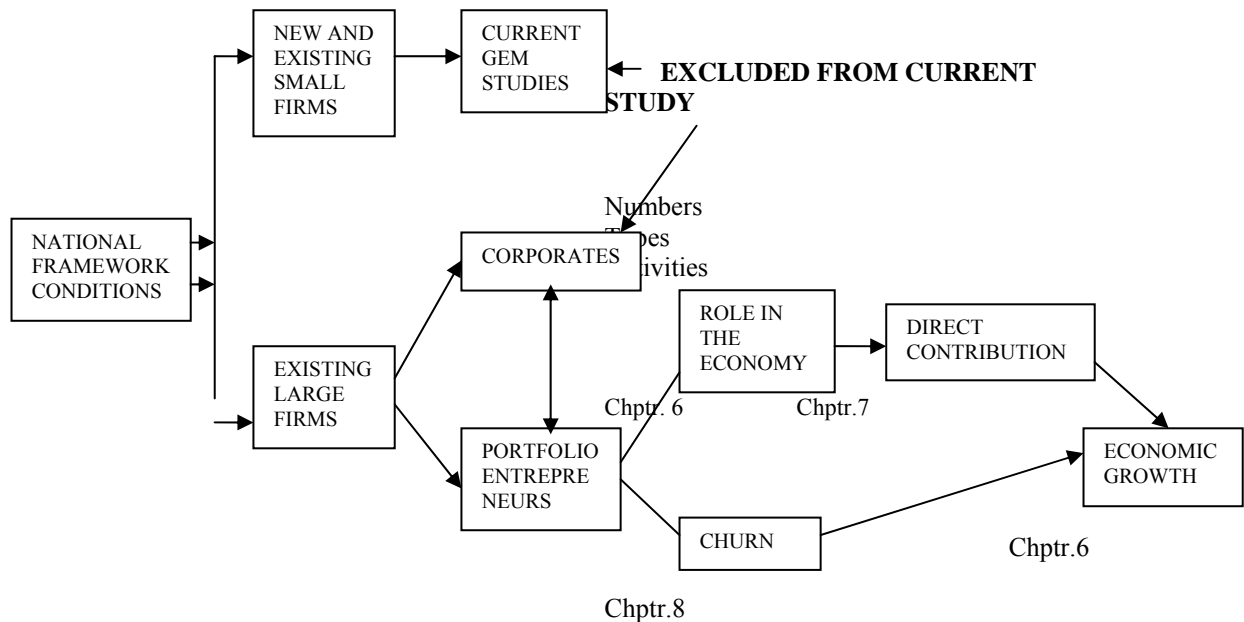 NEW AND
EXISTING
SMALL
FIRMS
CURRENT
GEM
STUDIES
EXCLUDED FROM CURRENT
STUDY
NATIONAL
FRAMEWORK
CONDITIONS
Numbers
CORPORATES
EXISTING
LARGE
FIRMS
ROLE IN
THE
ECONOMY
DIRECT
CONTRIBUTION
Chptr. 6
Chptr.7
PORTFOLIO
ENTREPRE
NEURS
ECONOMIC
GROWTH
CHURN
Chptr.6
Chptr.8